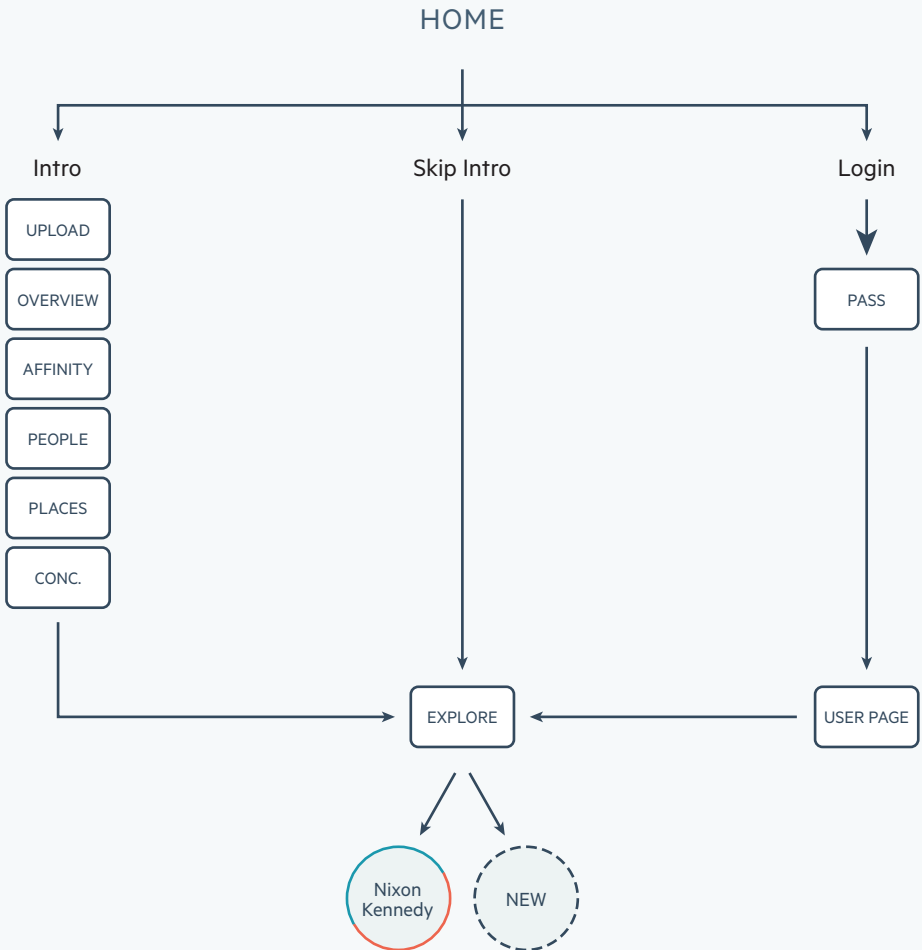 HOME
Intro
Skip Intro
Login
UPLOAD
OVERVIEW
PASS
AFFINITY
PEOPLE
PLACES
CONC.
EXPLORE
USER PAGE
Nixon
Kennedy
NEW